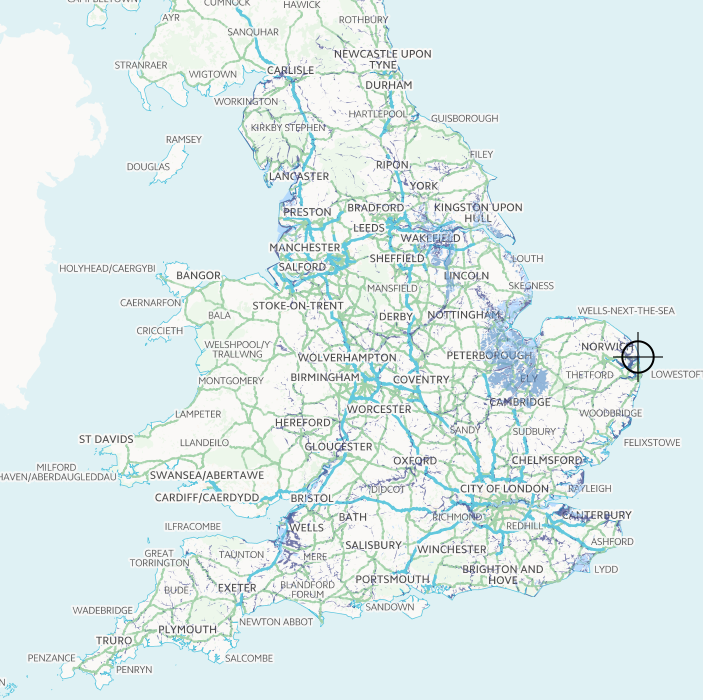 CUMNOCK
HAWICK
AYR
ROTHBURY
SANQUHAR
NEWCASTLE UPON
TYNE
STRANRAER
WIGTOWN
CARLISLE
DURHAM
WORKINGTON
HARTLEPOOL
GUISBOROUGH
KIRKBY STEPHEN
RAMSEY
DOUGLAS
FILEY
RIPON
LANCASTER
YORK
PRESTON
BRADFORD
KINGSTON UPON
HULL
LEEDS
WAKEFIELD
MANCHESTER
SALFORD
SHEFFIELD
HOLYHEAD/CAERGYBI
BANGOR
LINCOLN
SOUTH
SKEGNESS
MANSFIELD
CAERNARFON
STOKE-ON-TRENT
BALA
DERBY
NOTTINGHAM
WELLS-NEXT-THE-SEA
CRICCIETH
WELSHPOOL/Y
TRALLWNG
WOLVERHAMPTON
PETERBOROUGH
NORWICH
MONTGOMERY
BIRMINGHAM
COVENTRY
ELY
THETFORD
LOWESTOFT
LAMPETER
WORCESTER
CAMBRIDGE
WOODBRIDGE
ST DAVIDS
LLANDEILO
HEREFORD
SANDY
SUDBURY
FELIXSTOWE
GLOUCESTER
MILFORD
HAVEN/ABERDAUGLEDDAU
SWANSEA/ABERTAWE
OXFORD
CHELMSFORD
CARDIFF/CAERDYDD
BRISTOL
DIDCOT
CITY OF LONDON
RAYLEIGH
ILFRACOMBE
WELLS
BATH
RICHMOND
REDHILL
CANTERBURY
GREAT
TORRINGTON
TAUNTON
MERE
SALISBURY
WINCHESTER
ASHFORD
BUDE
EXETER
BLANDFORD
FORUM
PORTSMOUTH
BRIGHTON AND
HOVE
LYDD
WADEBRIDGE
NEWTON ABBOT
SANDOWN
TRURO
PLYMOUTH
PENZANCE
PENRYN
SALCOMBE